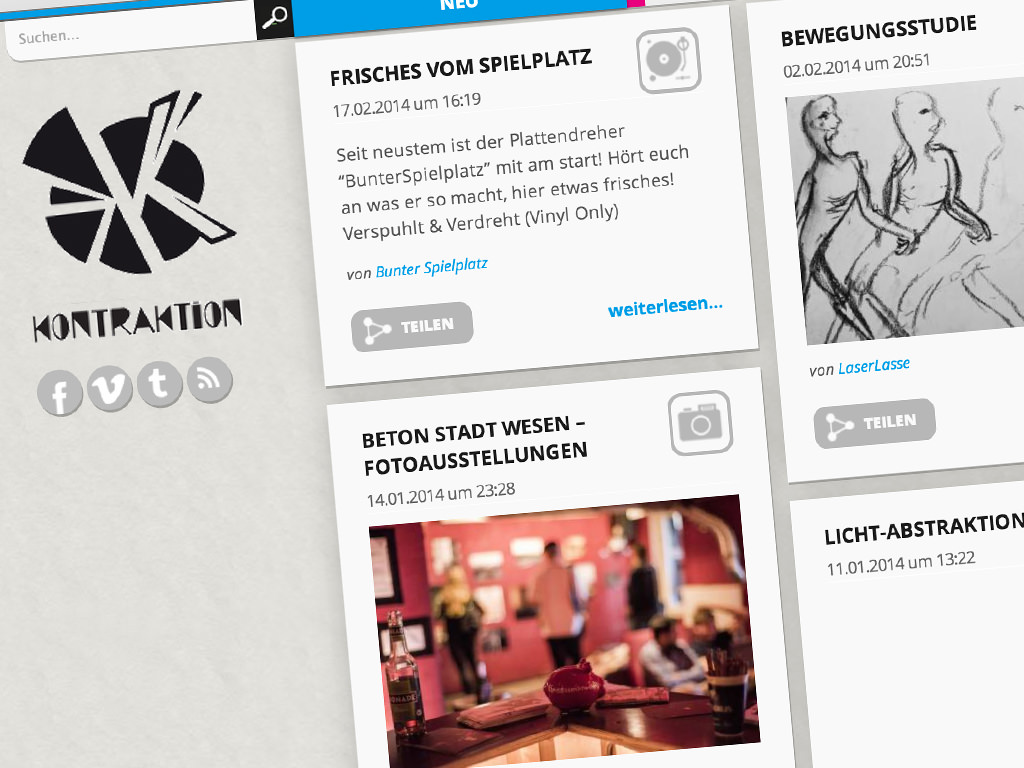 Suchen...
NEU
KONTRAKTION
FRISCHES VOM SPIELPLATZ
17.02.2014 um 16:19
Seit neustem ist der Plattendreher
“BunterSpielplatz” mit am start! Hört euch
an was er so macht, hier etwas frisches!
Verspuhlt & Verdreht (Vinyl Only)
von Bunter Spielplatz
TEILEN
weiterlesen...
BETON STADT WESEN –
FOTOAUSSTELLUNGEN
14.01.2014 um 23:28
BEWEGUNGSSTUDIE
02.02.2014 um 20:51
von LaserLasse
TEILEN
LICHT-ABSTRAKTION
11.01.2014 um 13:22